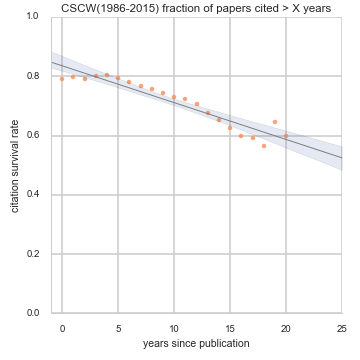 CSCW(1986-2015) fraction of papers cited > X years
1.0
0.8
0.6
0.4
0.2
0.0
citation survival rate
0 5 10 15 20 25
years since publication